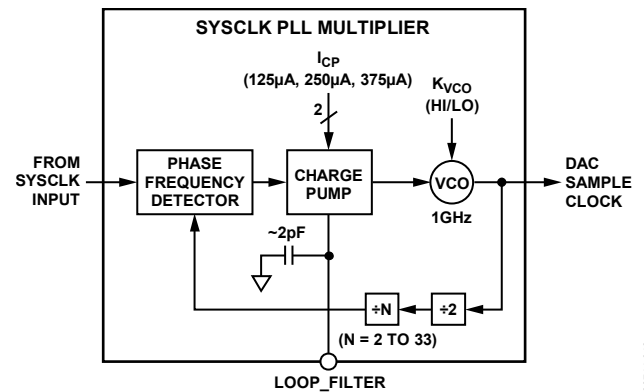 SYSCLK PLL MULTIPLIER
ICP
(125µA, 250µA, 375µA)
2
KVCO
(HI/LO)
FROM
SYSCLK
INPUT
PHASE
FREQUENCY
DETECTOR
CHARGE
PUMP
VCO
1GHz
DAC
SAMPLE
CLOCK
~2pF
÷N
÷2
(N = 2 TO 33)
LOOP_FILTER